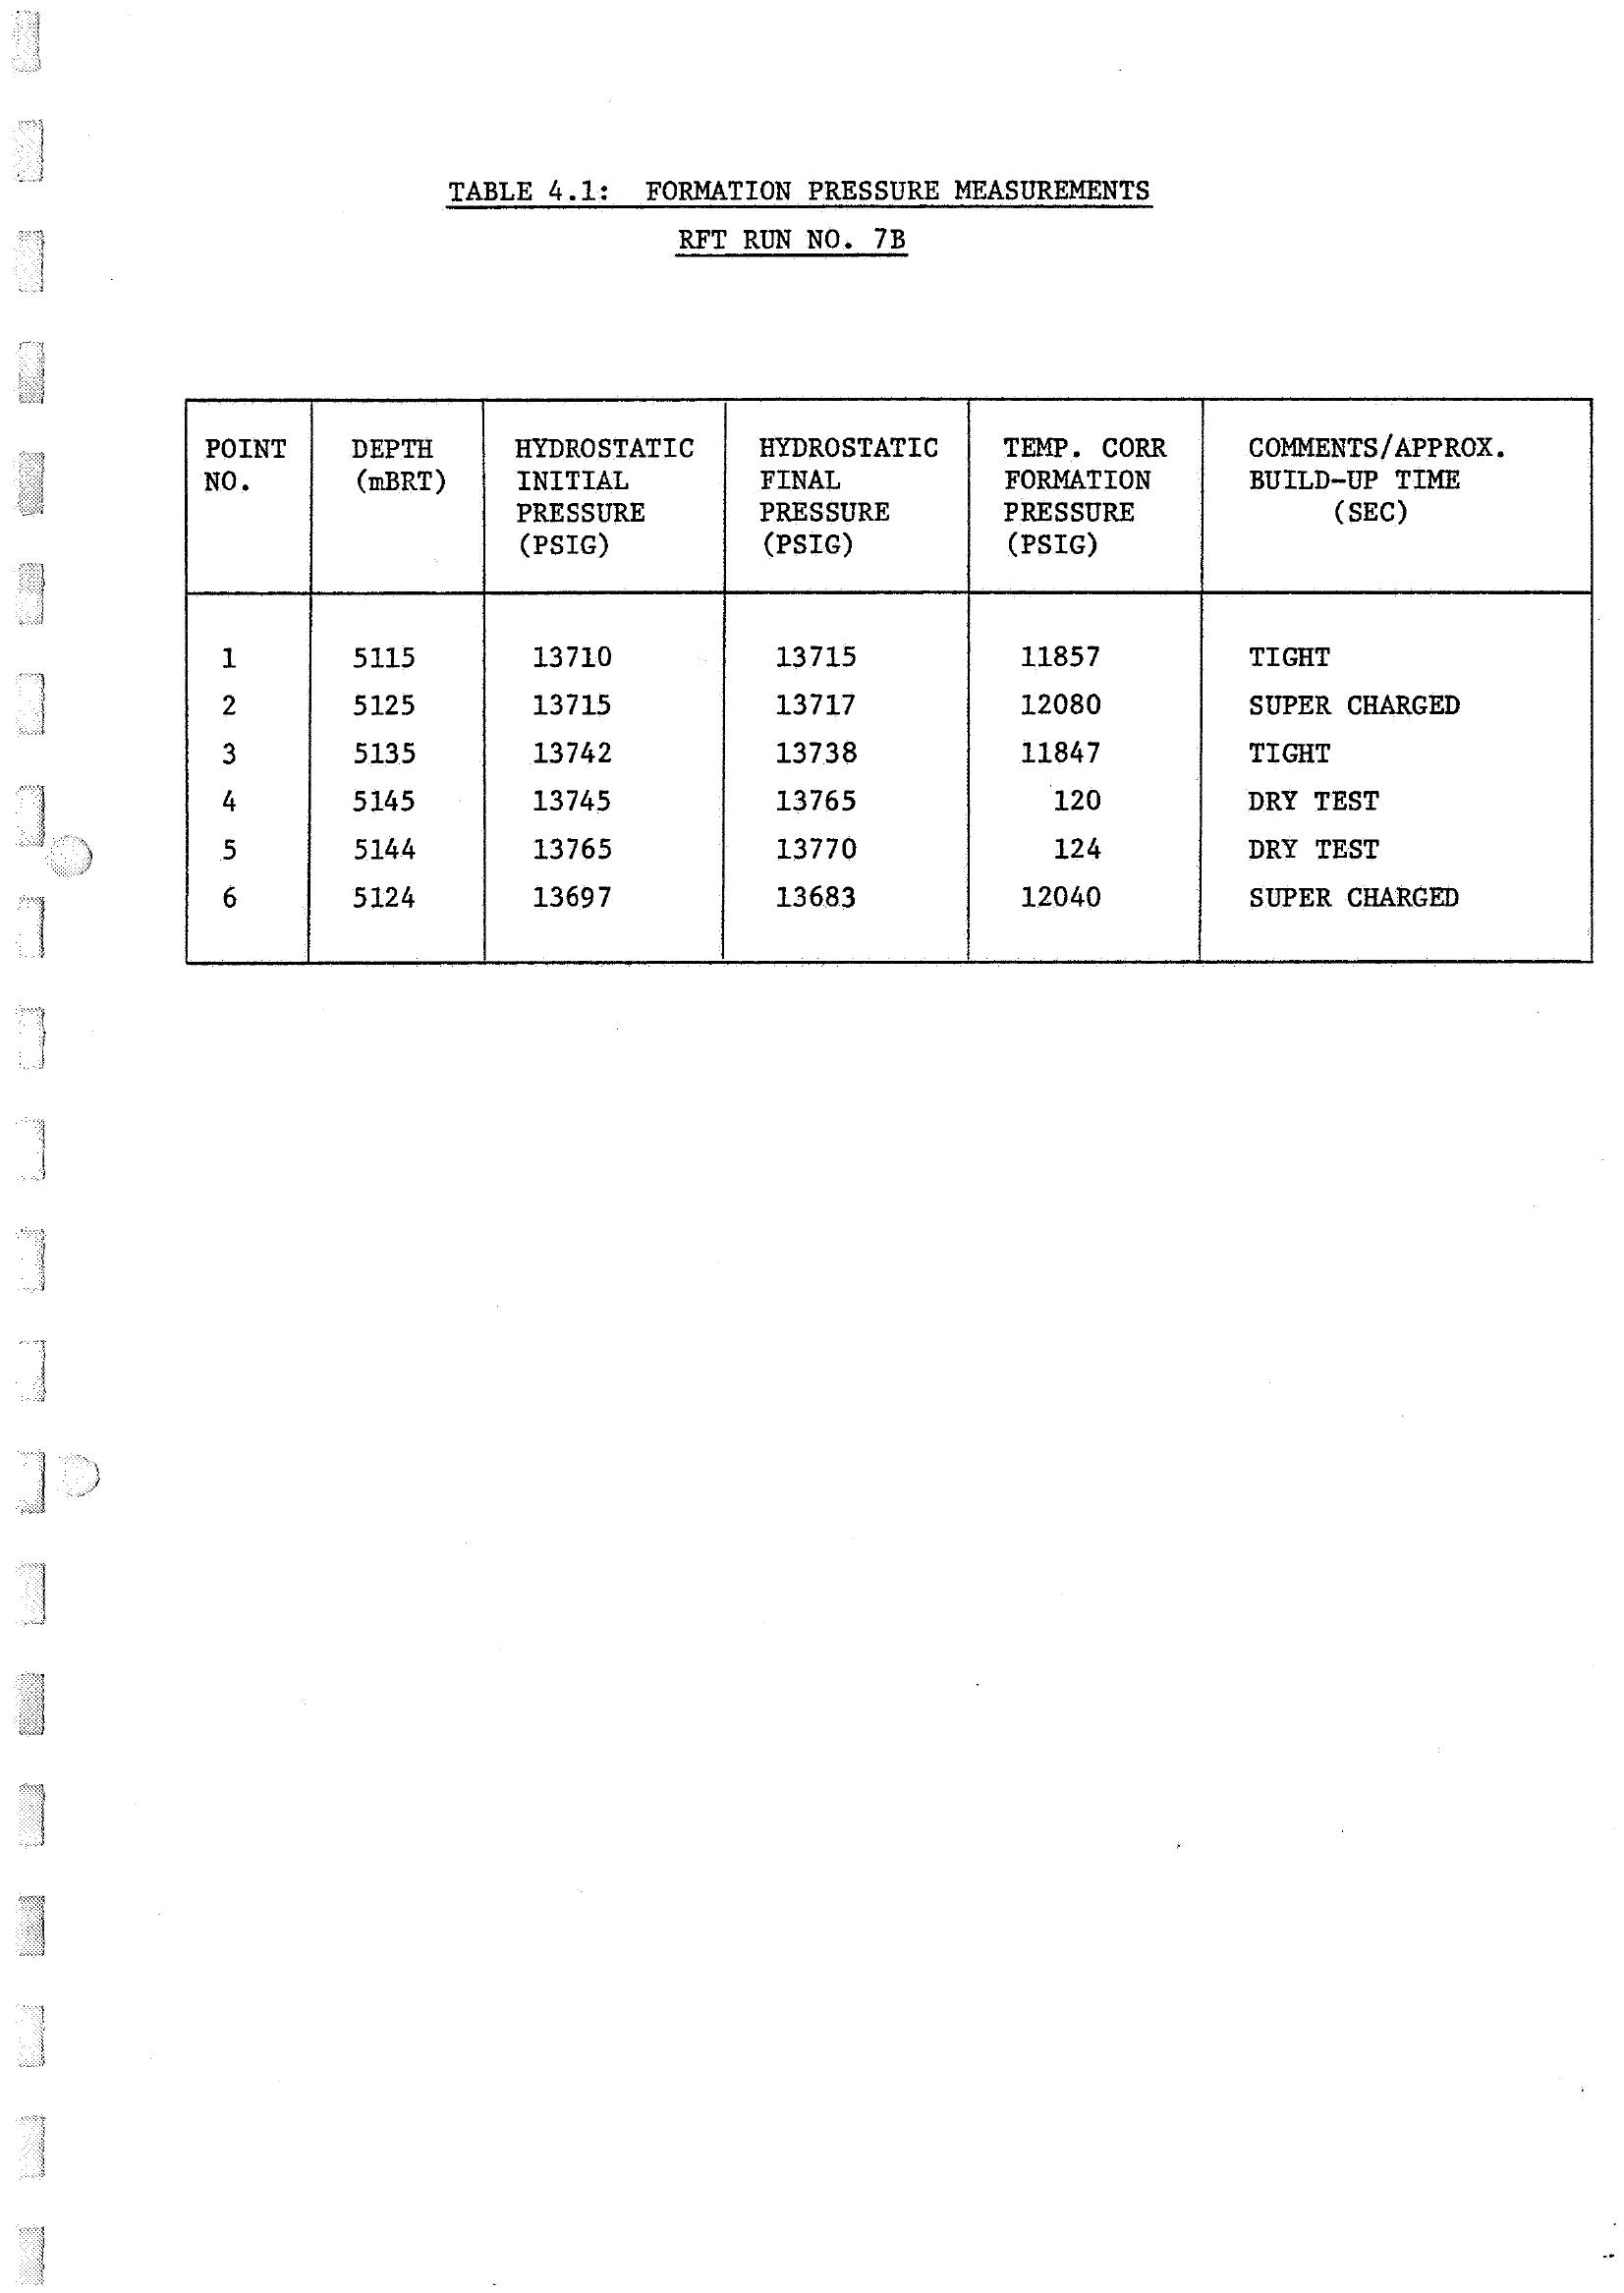 TABLE 4.1: FORMATION PRESSURE MEASUREMENTS
RFT RUN NO. 7B
POINT DEPTH HYDROSTATIC HYDROSTATIC TEMP. CORR COMMENTS/APPROX.
NO. (mBRT) INITIAL FINAL FORMATION BUILD-UP TIME
PRESSURE PRESSURE PRESSURE (SEC)
(PSIG) (PSIG) (PSIG)
1 5115 13710 13715 11857 TIGHT
2 5125 13715 13717 12080 SUPER CHARGED
3 5135 13742 13738 11847 TIGHT
4 5145 13745 13765 120 DRY TEST
5 5144 13765 13770 124 DRY TEST
6 5124 13697 13683 12040 SUPER CHARGED